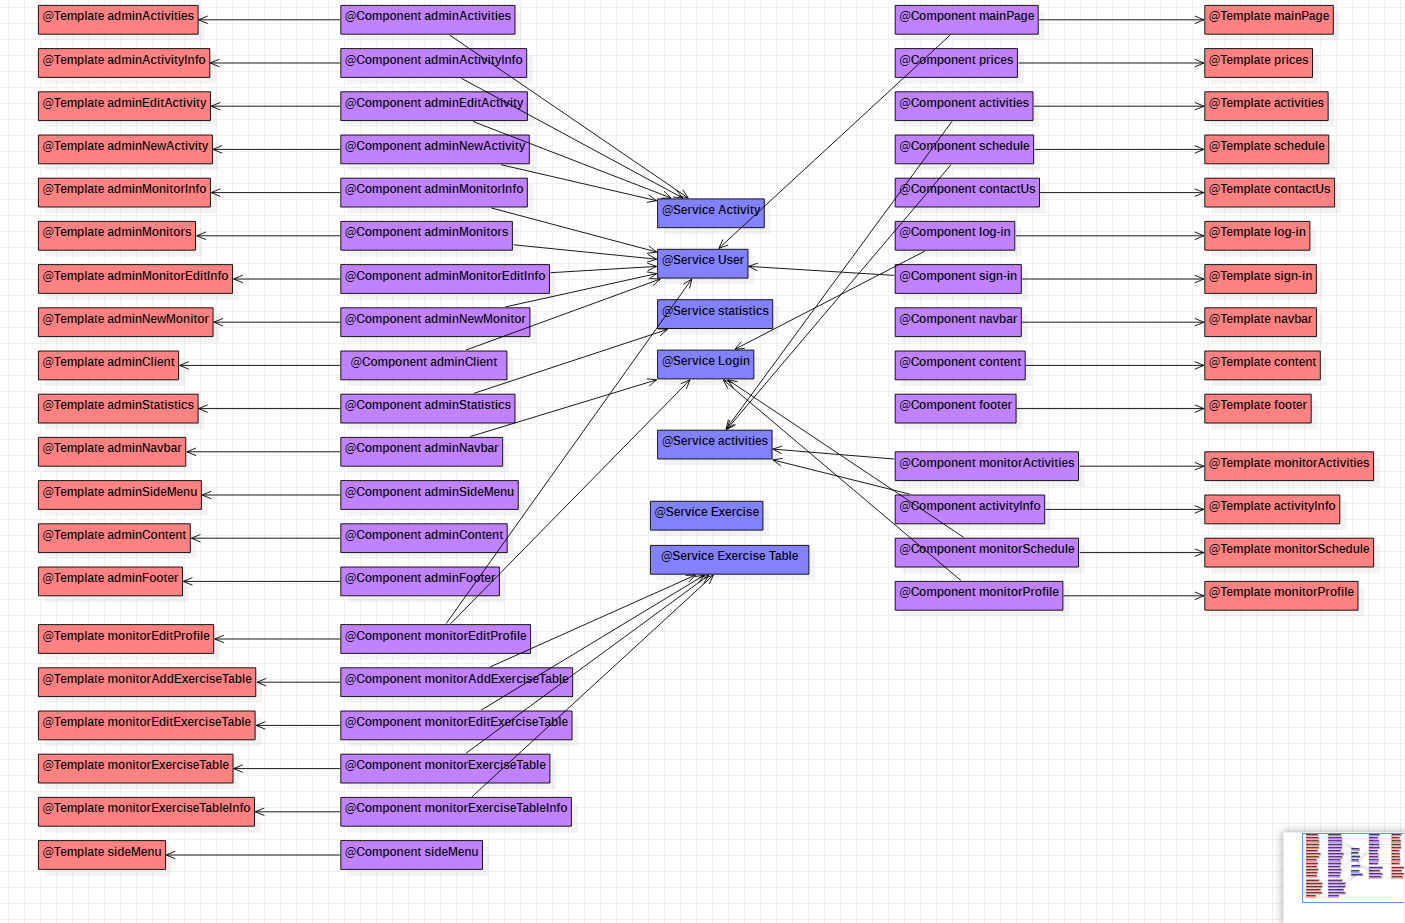 @Template adminActivities
@Component adminActivities
@Component mainPage
@Template mainPage
@Template adminActivityInfo
@Component adminActivityInfo
@Component prices
@Template prices
@Template adminEditActivity
@Component adminEditActivity
@Component activities
@Template activities
@Template adminNewActivity
@Component adminNewActivity
@Component schedule
@Template schedule
@Template adminMonitorInfo
@Component adminMonitorInfo
@Component contactUs
@Template contactUs
@Service Activity
@Template adminMonitors
@Component adminMonitors
@Component log-in
@Template log-in
@Service User
@Template adminMonitorEditInfo
@Component adminMonitorEditInfo
@Component sign-in
@Template sign-in
@Service statistics
@Template adminNewMonitor
@Component adminNewMonitor
@Component navbar
@Template navbar
@Template adminClient
@Component adminClient
@Service Login
@Component content
@Template content
@Template adminStatistics
@Component adminStatistics
@Component footer
@Template footer
@Service activities
@Template adminNavbar
@Component adminNavbar
@Component monitorActivities
@Template monitorActivities
@Template adminSideMenu
@Component adminSideMenu
@Service Exercise
@Component activityInfo
@Template activityInfo
@Template adminContent
@Component adminContent
@Service Exercise Table
@Component monitorSchedule
@Template monitorSchedule
@Template adminFooter
@Component adminFooter
@Component monitorProfile
@Template monitorProfile
@Template monitorEditProfile
@Component monitorEditProfile
@Template monitorAddExerciseTable
@Component monitorAddExerciseTable
@Template monitorEditExerciseTable
@Component monitorEditExerciseTable
@Template monitorExerciseTable
@Component monitorExerciseTable
@Template monitorExerciseTableInfo
@Component monitorExerciseTableInfo
@Template sideMenu
@Component sideMenu